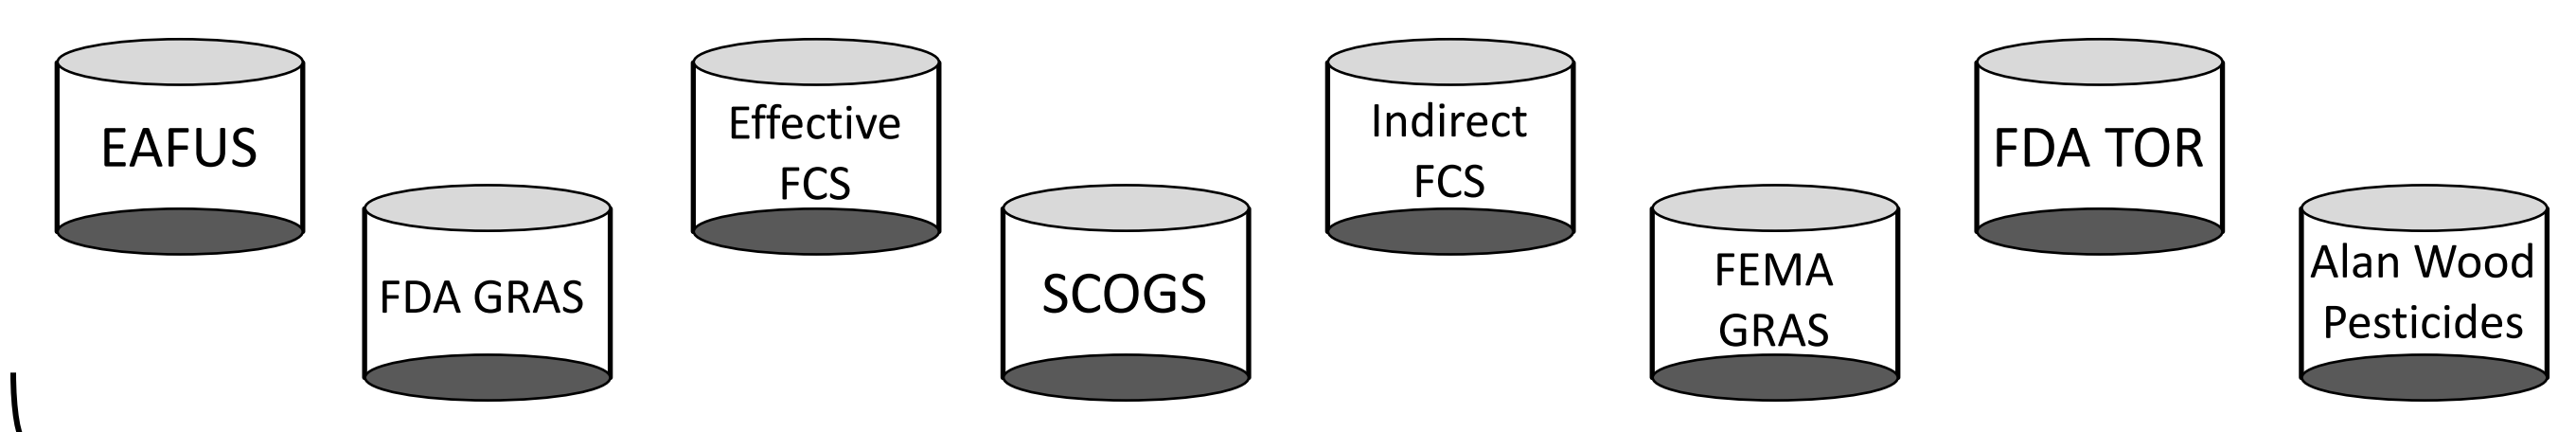 EAFUS
FDA GRAS
Effective
FCS
SCOGS
Indirect
FCS
FEMA
GRAS
FDA TOR
Alan Wood
Pesticides